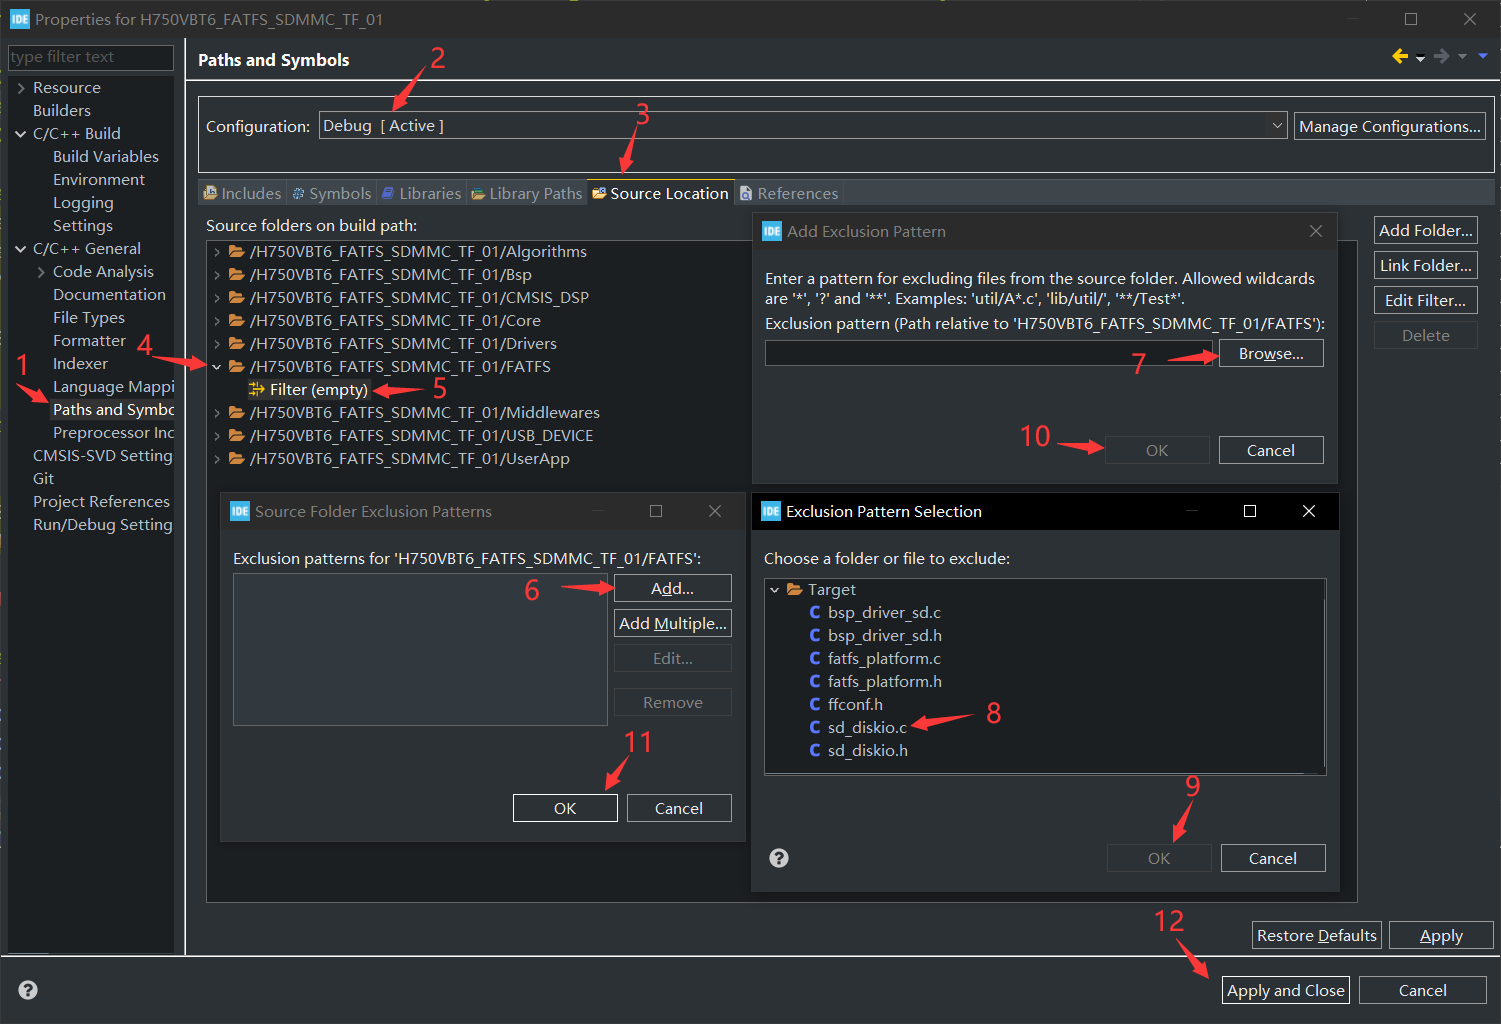 IDE Properties for H750VBT6_FATFS_SDMMC_TF_01
type filter text
Resource
Builders
C/C++ Build
Build Variables
Environment
Logging
Settings
C/C++ General
Code Analysis
Documentation
File Types
Formatter
Indexer
Language Mappi
Paths and Symbo
Preprocessor Inc
CMSIS-SVD Setting
Git
Project References
Run/Debug Setting
1
Paths and Symbols
2
Configuration:
Debug [ Active ]
Manage Configurations...
3
Includes
Symbols
Libraries
Library Paths
Source Location
References
Source folders on build path:
/H750VBT6_FATFS_SDMMC_TF_01/Algorithms
/H750VBT6_FATFS_SDMMC_TF_01/Bsp
/H750VBT6_FATFS_SDMMC_TF_01/CMSIS_DSP
/H750VBT6_FATFS_SDMMC_TF_01/Core
/H750VBT6_FATFS_SDMMC_TF_01/Drivers
4
/H750VBT6_FATFS_SDMMC_TF_01/FATFS
Filter (empty)
5
/H750VBT6_FATFS_SDMMC_TF_01/Middlewares
/H750VBT6_FATFS_SDMMC_TF_01/USB_DEVICE
/H750VBT6_FATFS_SDMMC_TF_01/UserApp
Add Folder...
Link Folder...
Edit Filter...
Delete
IDE Add Exclusion Pattern
Enter a pattern for excluding files from the source folder. Allowed wildcards
are '*', '?' and '**'. Examples: 'util/A*.c', 'lib/util/', '**/Test*'.
Exclusion pattern (Path relative to 'H750VBT6_FATFS_SDMMC_TF_01/FATFS'):
7
Browse...
10
OK
Cancel
IDE Source Folder Exclusion Patterns
Exclusion patterns for 'H750VBT6_FATFS_SDMMC_TF_01/FATFS':
6
Add...
Add Multiple...
Edit...
Remove
11
OK
Cancel
IDE Exclusion Pattern Selection
Choose a folder or file to exclude:
Target
C bsp_driver_sd.c
C bsp_driver_sd.h
C fatfs_platform.c
C fatfs_platform.h
C ffconf.h
C sd_diskio.c
8
C sd_diskio.h
9
?
OK
Cancel
12
Restore Defaults
Apply
?
Apply and Close
Cancel